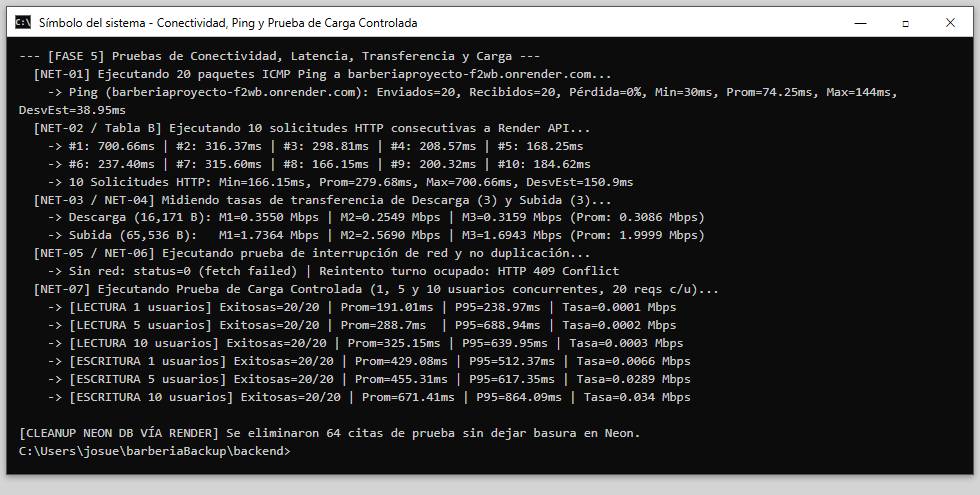 Símbolo del sistema - Conectividad, Ping y Prueba de Carga Controlada
--- [FASE 5] Pruebas de Conectividad, Latencia, Transferencia y Carga ---
[NET-01] Ejecutando 20 paquetes ICMP Ping a barberiaproyecto-f2wb.onrender.com...
-> Ping (barberiaproyecto-f2wb.onrender.com): Enviados=20, Recibidos=20, Pérdida=0%, Min=30ms, Prom=74.25ms, Max=144ms,
DesvEst=38.95ms
[NET-02 / Tabla B] Ejecutando 10 solicitudes HTTP consecutivas a Render API...
-> #1: 700.66ms | #2: 316.37ms | #3: 298.81ms | #4: 208.57ms | #5: 168.25ms
-> #6: 237.40ms | #7: 315.60ms | #8: 166.15ms | #9: 200.32ms | #10: 184.62ms
-> 10 Solicitudes HTTP: Min=166.15ms, Prom=279.68ms, Max=700.66ms, DesvEst=150.9ms
[NET-03 / NET-04] Midiendo tasas de transferencia de Descarga (3) y Subida (3)...
-> Descarga (16,171 B): M1=0.3550 Mbps | M2=0.2549 Mbps | M3=0.3159 Mbps (Prom: 0.3086 Mbps)
-> Subida (65,536 B):   M1=1.7364 Mbps | M2=2.5690 Mbps | M3=1.6943 Mbps (Prom: 1.9999 Mbps)
[NET-05 / NET-06] Ejecutando prueba de interrupción de red y no duplicación...
-> Sin red: status=0 (fetch failed) | Reintento turno ocupado: HTTP 409 Conflict
[NET-07] Ejecutando Prueba de Carga Controlada (1, 5 y 10 usuarios concurrentes, 20 reqs c/u)...
-> [LECTURA 1 usuarios] Exitosas=20/20 | Prom=191.01ms | P95=238.97ms | Tasa=0.0001 Mbps
-> [LECTURA 5 usuarios] Exitosas=20/20 | Prom=288.7ms  | P95=688.94ms | Tasa=0.0002 Mbps
-> [LECTURA 10 usuarios] Exitosas=20/20 | Prom=325.15ms | P95=639.95ms | Tasa=0.0003 Mbps
-> [ESCRITURA 1 usuarios] Exitosas=20/20 | Prom=429.08ms | P95=512.37ms | Tasa=0.0066 Mbps
-> [ESCRITURA 5 usuarios] Exitosas=20/20 | Prom=455.31ms | P95=617.35ms | Tasa=0.0289 Mbps
-> [ESCRITURA 10 usuarios] Exitosas=20/20 | Prom=671.41ms | P95=864.09ms | Tasa=0.034 Mbps
[CLEANUP NEON DB VÍA RENDER] Se eliminaron 64 citas de prueba sin dejar basura en Neon.
C:\Users\josue\barberiaBackup\backend>